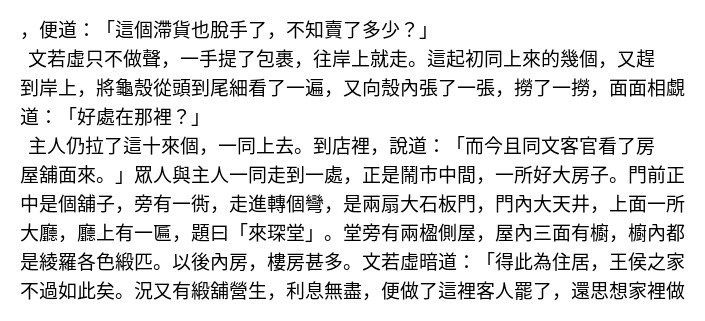 ，便道：「這個滯貨也脫手了，不知賣了多少？」
文若虛只不做聲，一手提了包裹，往岸上就走。這起初同上來的幾個，又趕
到岸上，將龜殼從頭到尾細看了一遍，又向殼內張了一張，撈了一撈，面面相覷
道：「好處在那裡？」
主人仍拉了這十來個，一同上去。到店裡，說道：「而今且同文客官看了房
屋舖面來。」眾人與主人一同走到一處，正是鬧市中間，一所好大房子。門前正
中是個舖子，旁有一衖，走進轉個彎，是兩扇大石板門，門內大天井，上面一所
大廳，廳上有一匾，題曰「來琛堂」。堂旁有兩楹側屋，屋內三面有櫥，櫥內都
是綾羅各色緞匹。以後內房，樓房甚多。文若虛暗道：「得此為住居，王侯之家
不過如此矣。況又有緞舖營生，利息無盡，便做了這裡客人罷了，還思想家裡做